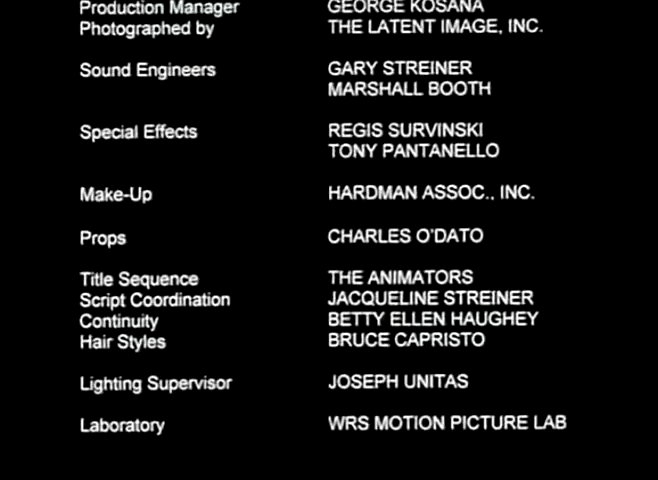 Production Manager GEORGE KOSANA
Photographed by THE LATENT IMAGE, INC.
Sound Engineers GARY STREINER
MARSHALL BOOTH
Special Effects REGIS SURVINSKI
TONY PANTANELLO
Make-Up HARDMAN ASSOC., INC.
Props CHARLES O'DATO
Title Sequence THE ANIMATORS
Script Coordination JACQUELINE STREINER
Continuity BETTY ELLEN HAUGHEY
Hair Styles BRUCE CAPRISTO
Lighting Supervisor JOSEPH UNITAS
Laboratory WRS MOTION PICTURE LAB